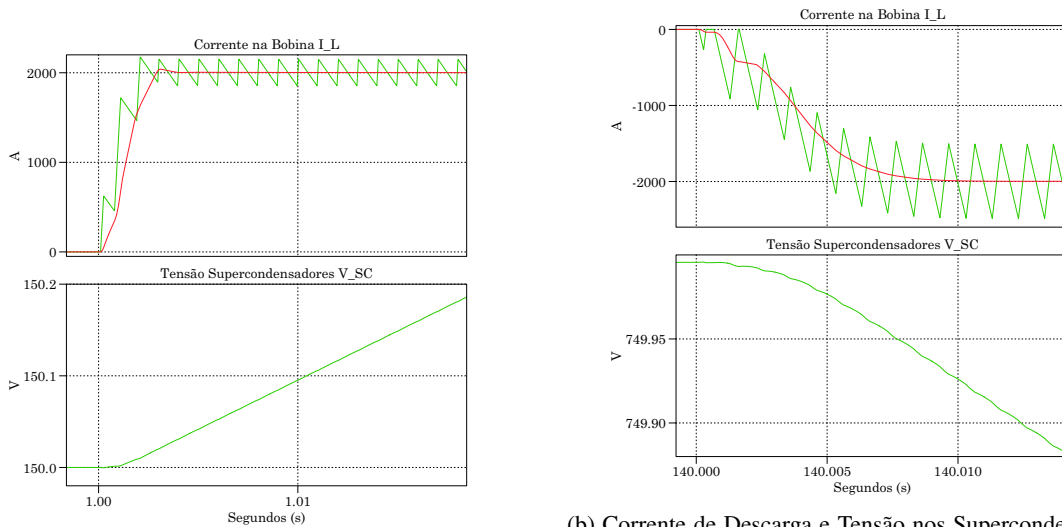 Corrente na Bobina I_L
2000
1000
0
A
Tensão Supercondensadores V_SC
150.2
150.1
150.0
V
1.00
1.01
Segundos (s)
Corrente na Bobina I_L
0
-1000
-2000
A
Tensão Supercondensadores V_SC
749.95
749.90
V
140.000
140.005
140.010
Segundos (s)
(b) Corrente de Descarga e Tensão nos